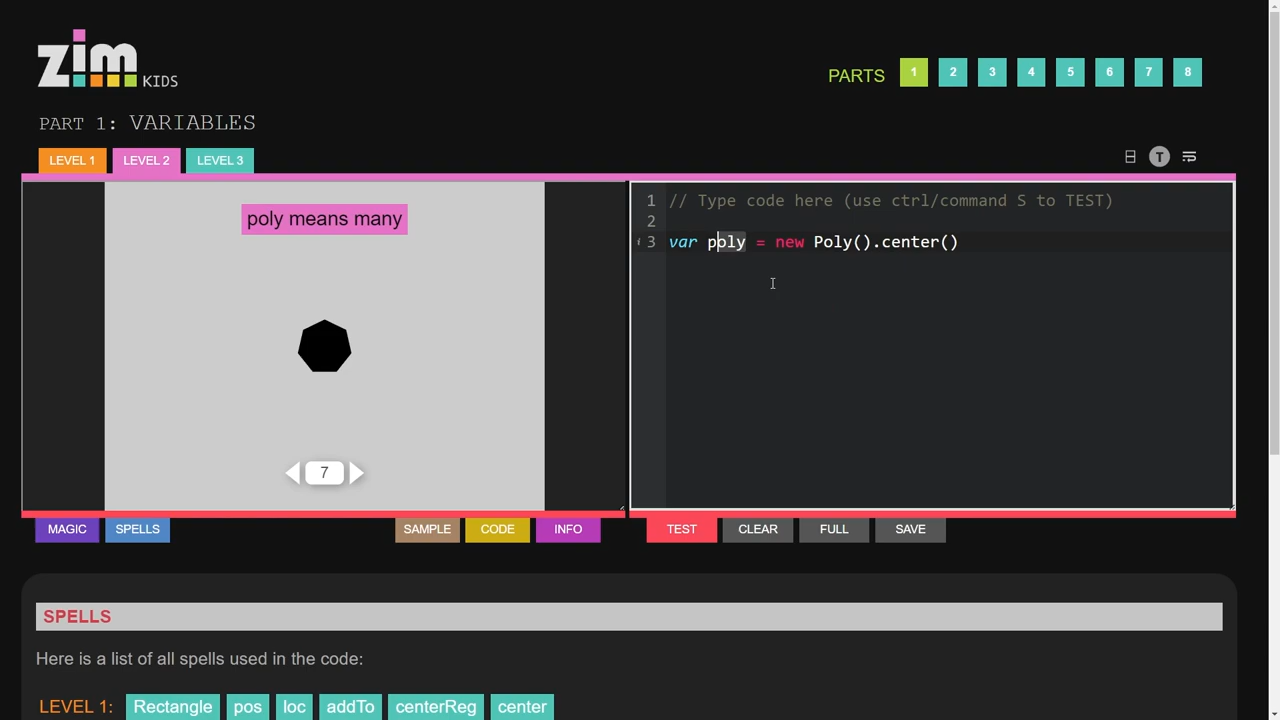 zim KIDS
PARTS 1 2 3 4 5 6 7 8
PART 1: VARIABLES
LEVEL 1 LEVEL 2 LEVEL 3
T
poly means many
7
1 // Type code here (use ctrl/command S to TEST)
2
i 3 var poly = new Poly().center()
MAGIC SPELLS SAMPLE CODE INFO TEST CLEAR FULL SAVE
SPELLS
Here is a list of all spells used in the code:
LEVEL 1: Rectangle pos loc addTo centerReg center